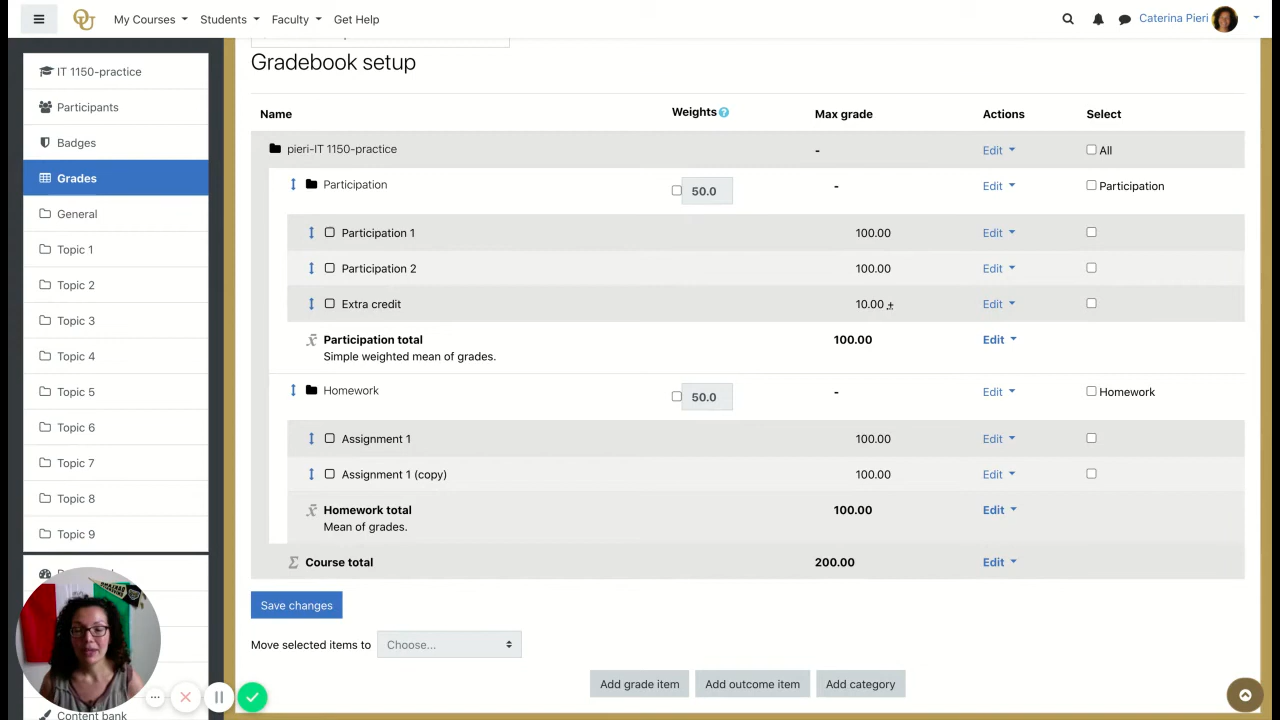 OU
My Courses
Students
Faculty
Get Help
Caterina Pieri
IT 1150-practice
Participants
Badges
Grades
General
Topic 1
Topic 2
Topic 3
Topic 4
Topic 5
Topic 6
Topic 7
Topic 8
Topic 9
Content bank
Gradebook setup
Name Weights ? Max grade Actions Select
pieri-IT 1150-practice - Edit All
Participation 50.0 - Edit Participation
Participation 1 100.00 Edit
Participation 2 100.00 Edit
Extra credit 10.00 + Edit
Participation total 100.00 Edit
Simple weighted mean of grades.
Homework 50.0 - Edit Homework
Assignment 1 100.00 Edit
Assignment 1 (copy) 100.00 Edit
Homework total 100.00 Edit
Mean of grades.
Course total 200.00 Edit
Save changes
Move selected items to Choose...
Add grade item Add outcome item Add category